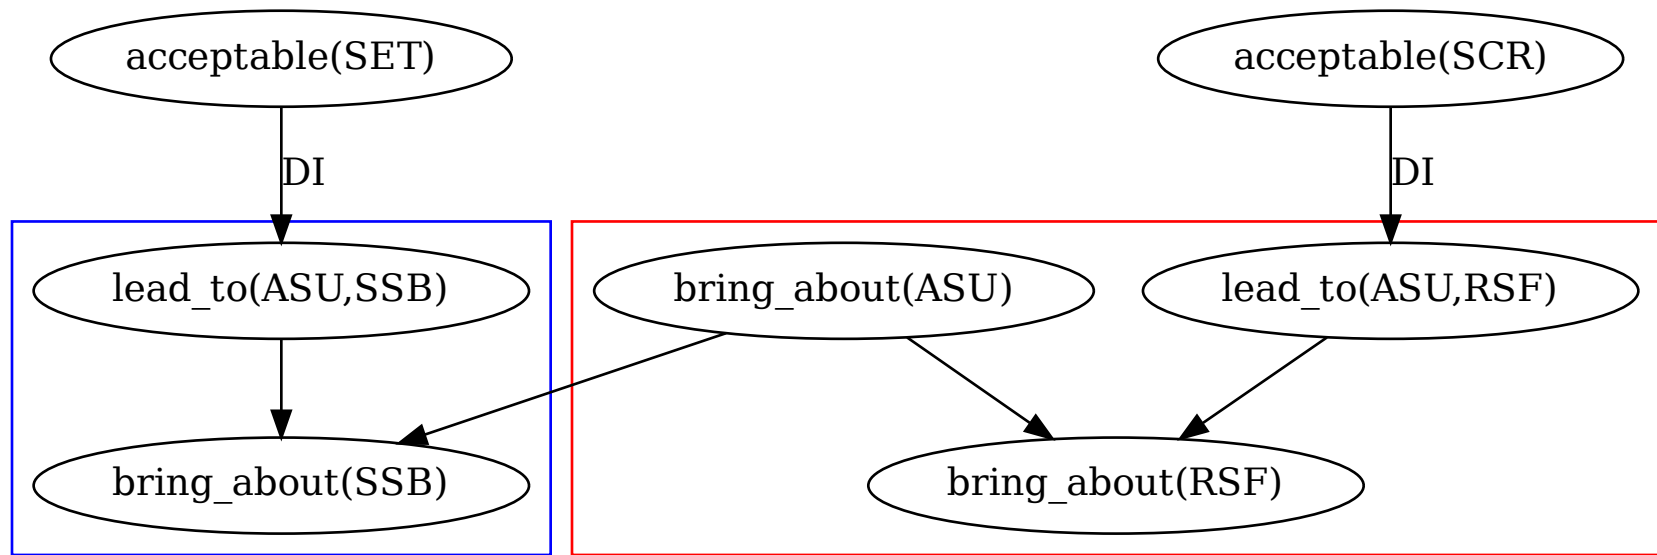 acceptable(SET)
acceptable(SCR)
DI
DI
lead_to(ASU,SSB)
bring_about(ASU)
lead_to(ASU,RSF)
bring_about(SSB)
bring_about(RSF)